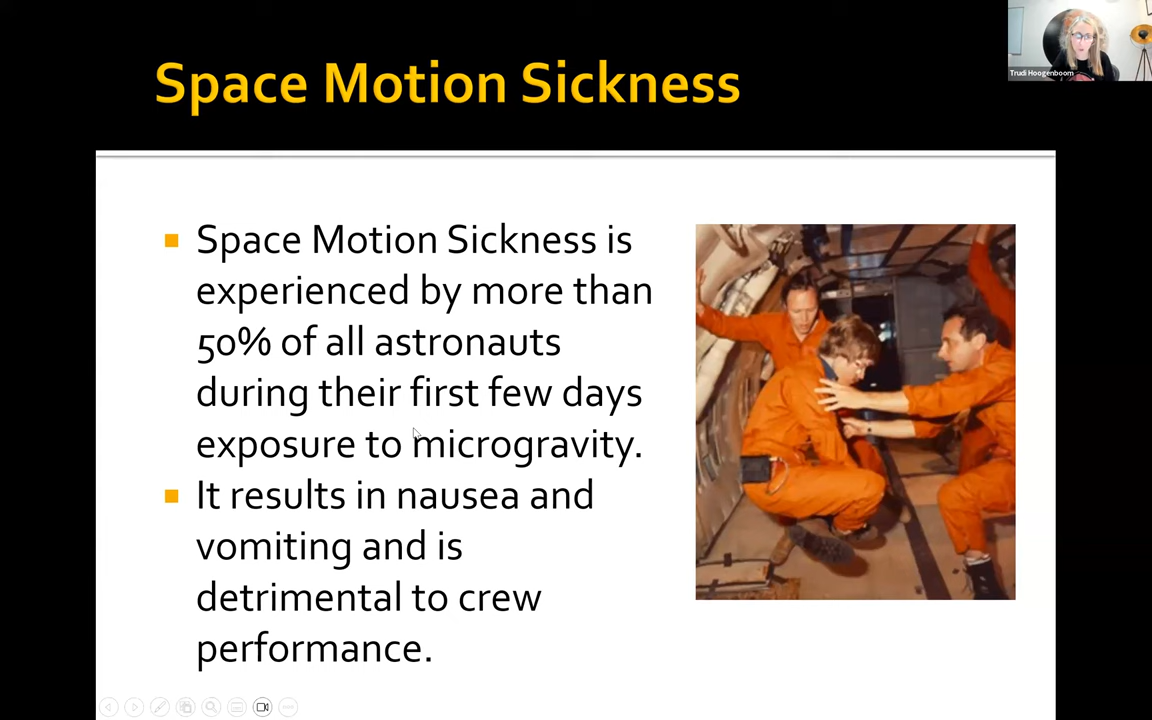 Space Motion Sickness
Trudi Hoogenboom
Space Motion Sickness is
experienced by more than
50% of all astronauts
during their first few days
exposure to microgravity.
It results in nausea and
vomiting and is
detrimental to crew
performance.